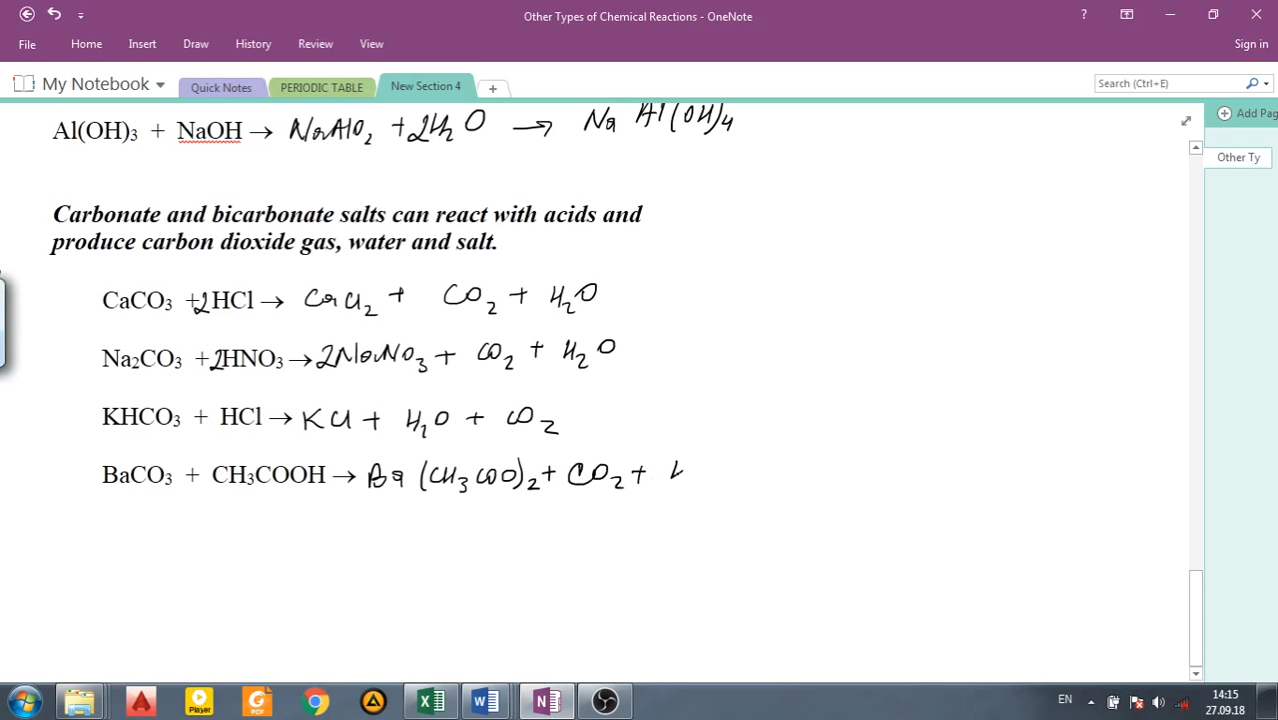 Other Types of Chemical Reactions - OneNote
?
File Home Insert Draw History Review View Sign in
My Notebook Quick Notes PERIODIC TABLE New Section 4 + Search (Ctrl+E)
Add Pag
Other Ty
Al(OH)₃ + NaOH → NaAlO₂ + 2H₂O → Na Al(OH)₄
Carbonate and bicarbonate salts can react with acids and
produce carbon dioxide gas, water and salt.
CaCO₃ + 2HCl → CaCl₂ + CO₂ + H₂O
Na₂CO₃ + 2HNO₃ → 2NaNO₃ + CO₂ + H₂O
KHCO₃ + HCl → KCl + H₂O + CO₂
BaCO₃ + CH₃COOH → Ba (CH₃COO)₂ + CO₂ +
Player
PDF
EN
14:15
27.09.18